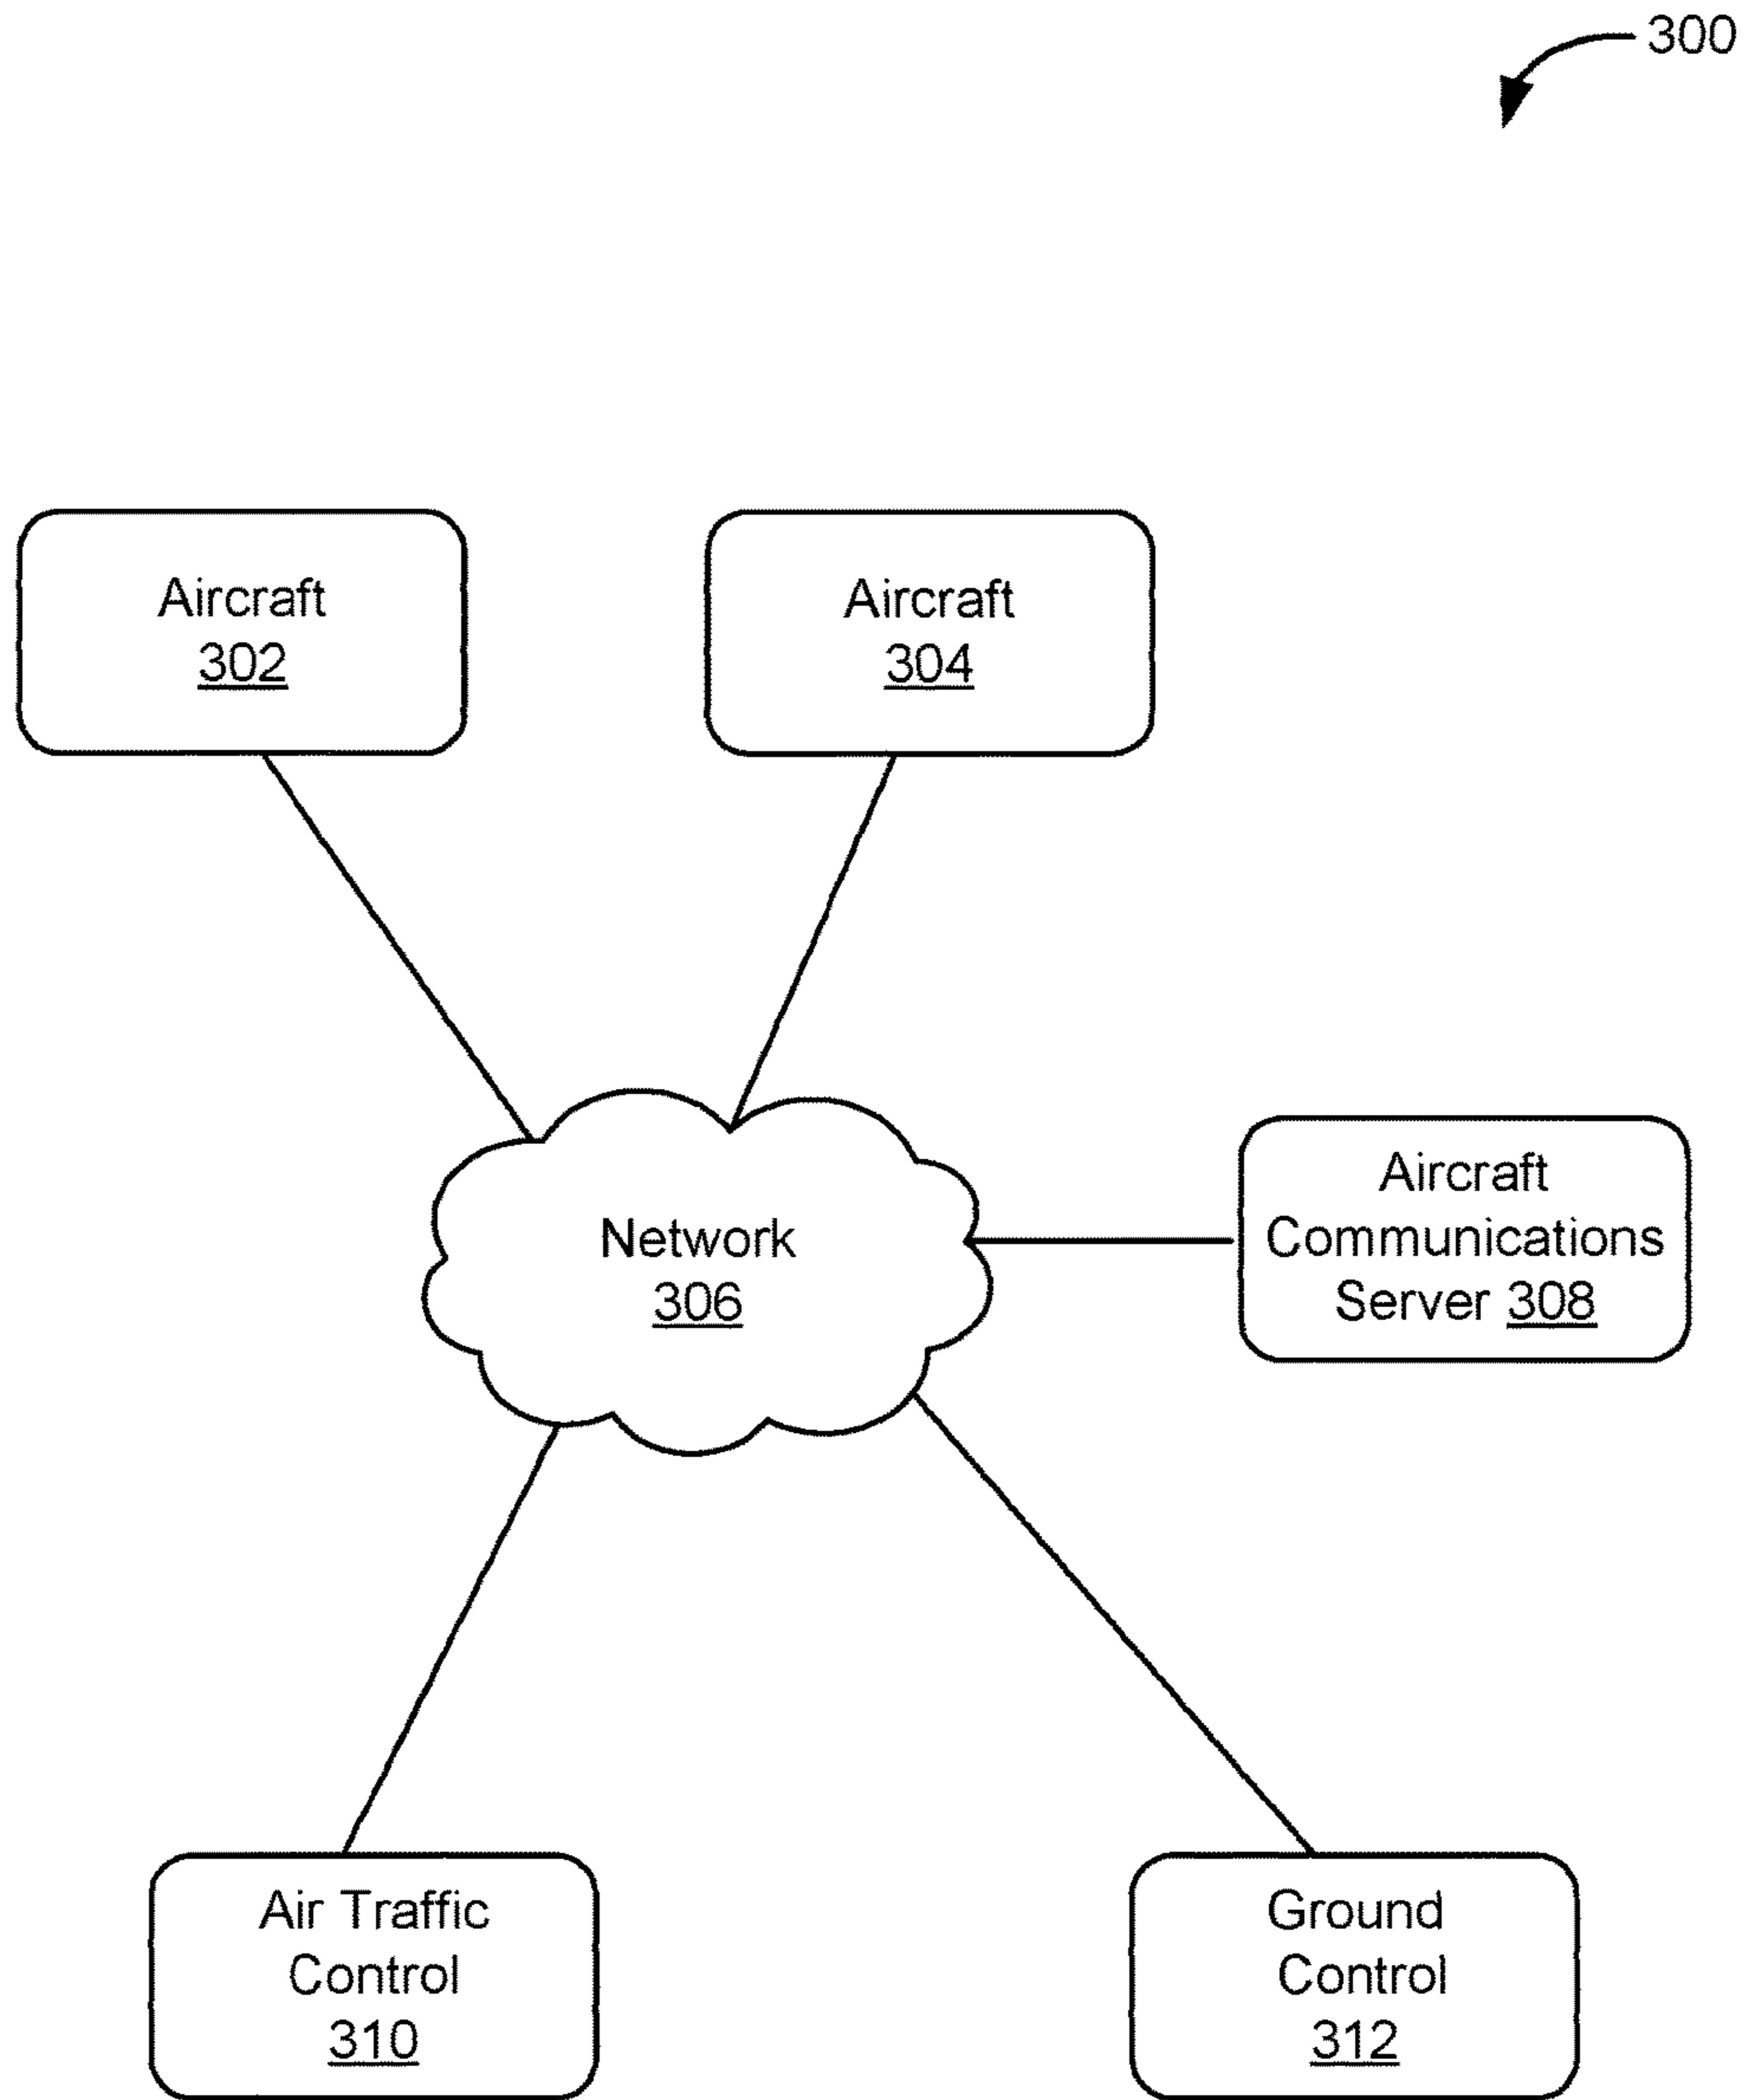 300
Aircraft
302
Aircraft
304
Network
306
Aircraft
Communications
Server 308
Air Traffic
Control
310
Ground
Control
312